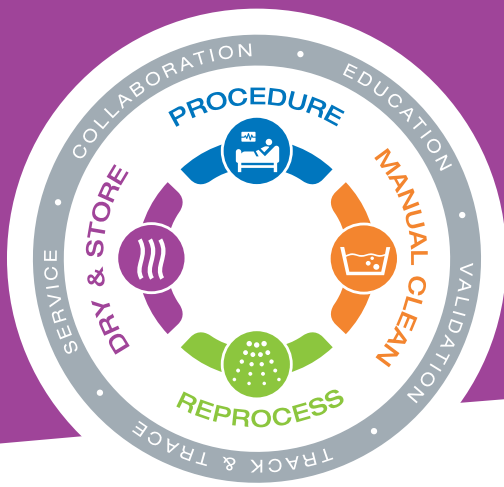 COLLABORATION • EDUCATION • VALIDATION • TRACK & TRACE • SERVICE •
PROCEDURE
MANUAL CLEAN
REPROCESS
DRY & STORE